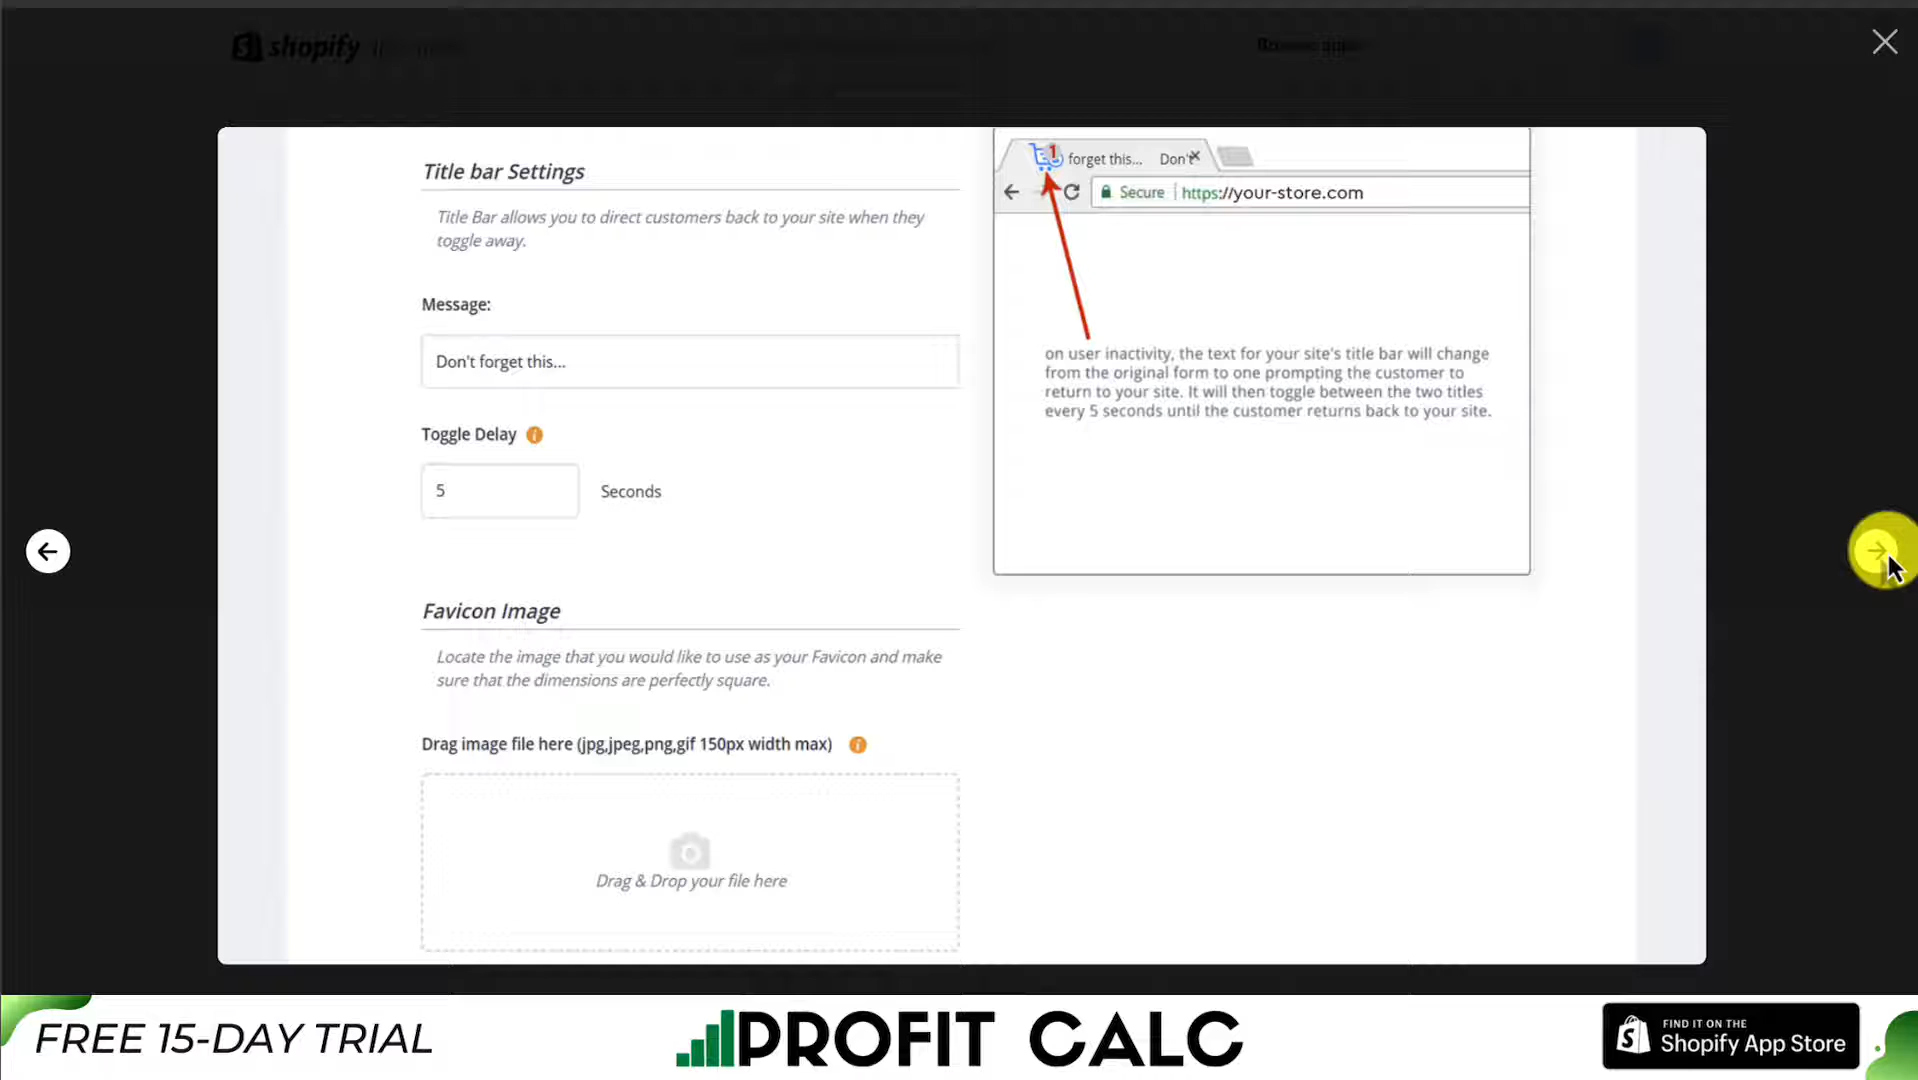 shopify
Title bar Settings
Title Bar allows you to direct customers back to your site when they
toggle away.
Message:
Don't forget this...
Toggle Delay
5
Seconds
Favicon Image
Locate the image that you would like to use as your Favicon and make
sure that the dimensions are perfectly square.
Drag image file here (jpg,jpeg,png,gif 150px width max)
Drag & Drop your file here
1
forget this... Don't
Secure https://your-store.com
on user inactivity, the text for your site's title bar will change
from the original form to one prompting the customer to
return to your site. It will then toggle between the two titles
every 5 seconds until the customer returns back to your site.
FREE 15-DAY TRIAL
PROFIT CALC
FIND IT ON THE
Shopify App Store